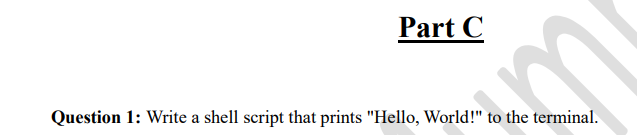 Part C
Question 1: Write a shell script that prints "Hello, World!" to the terminal.